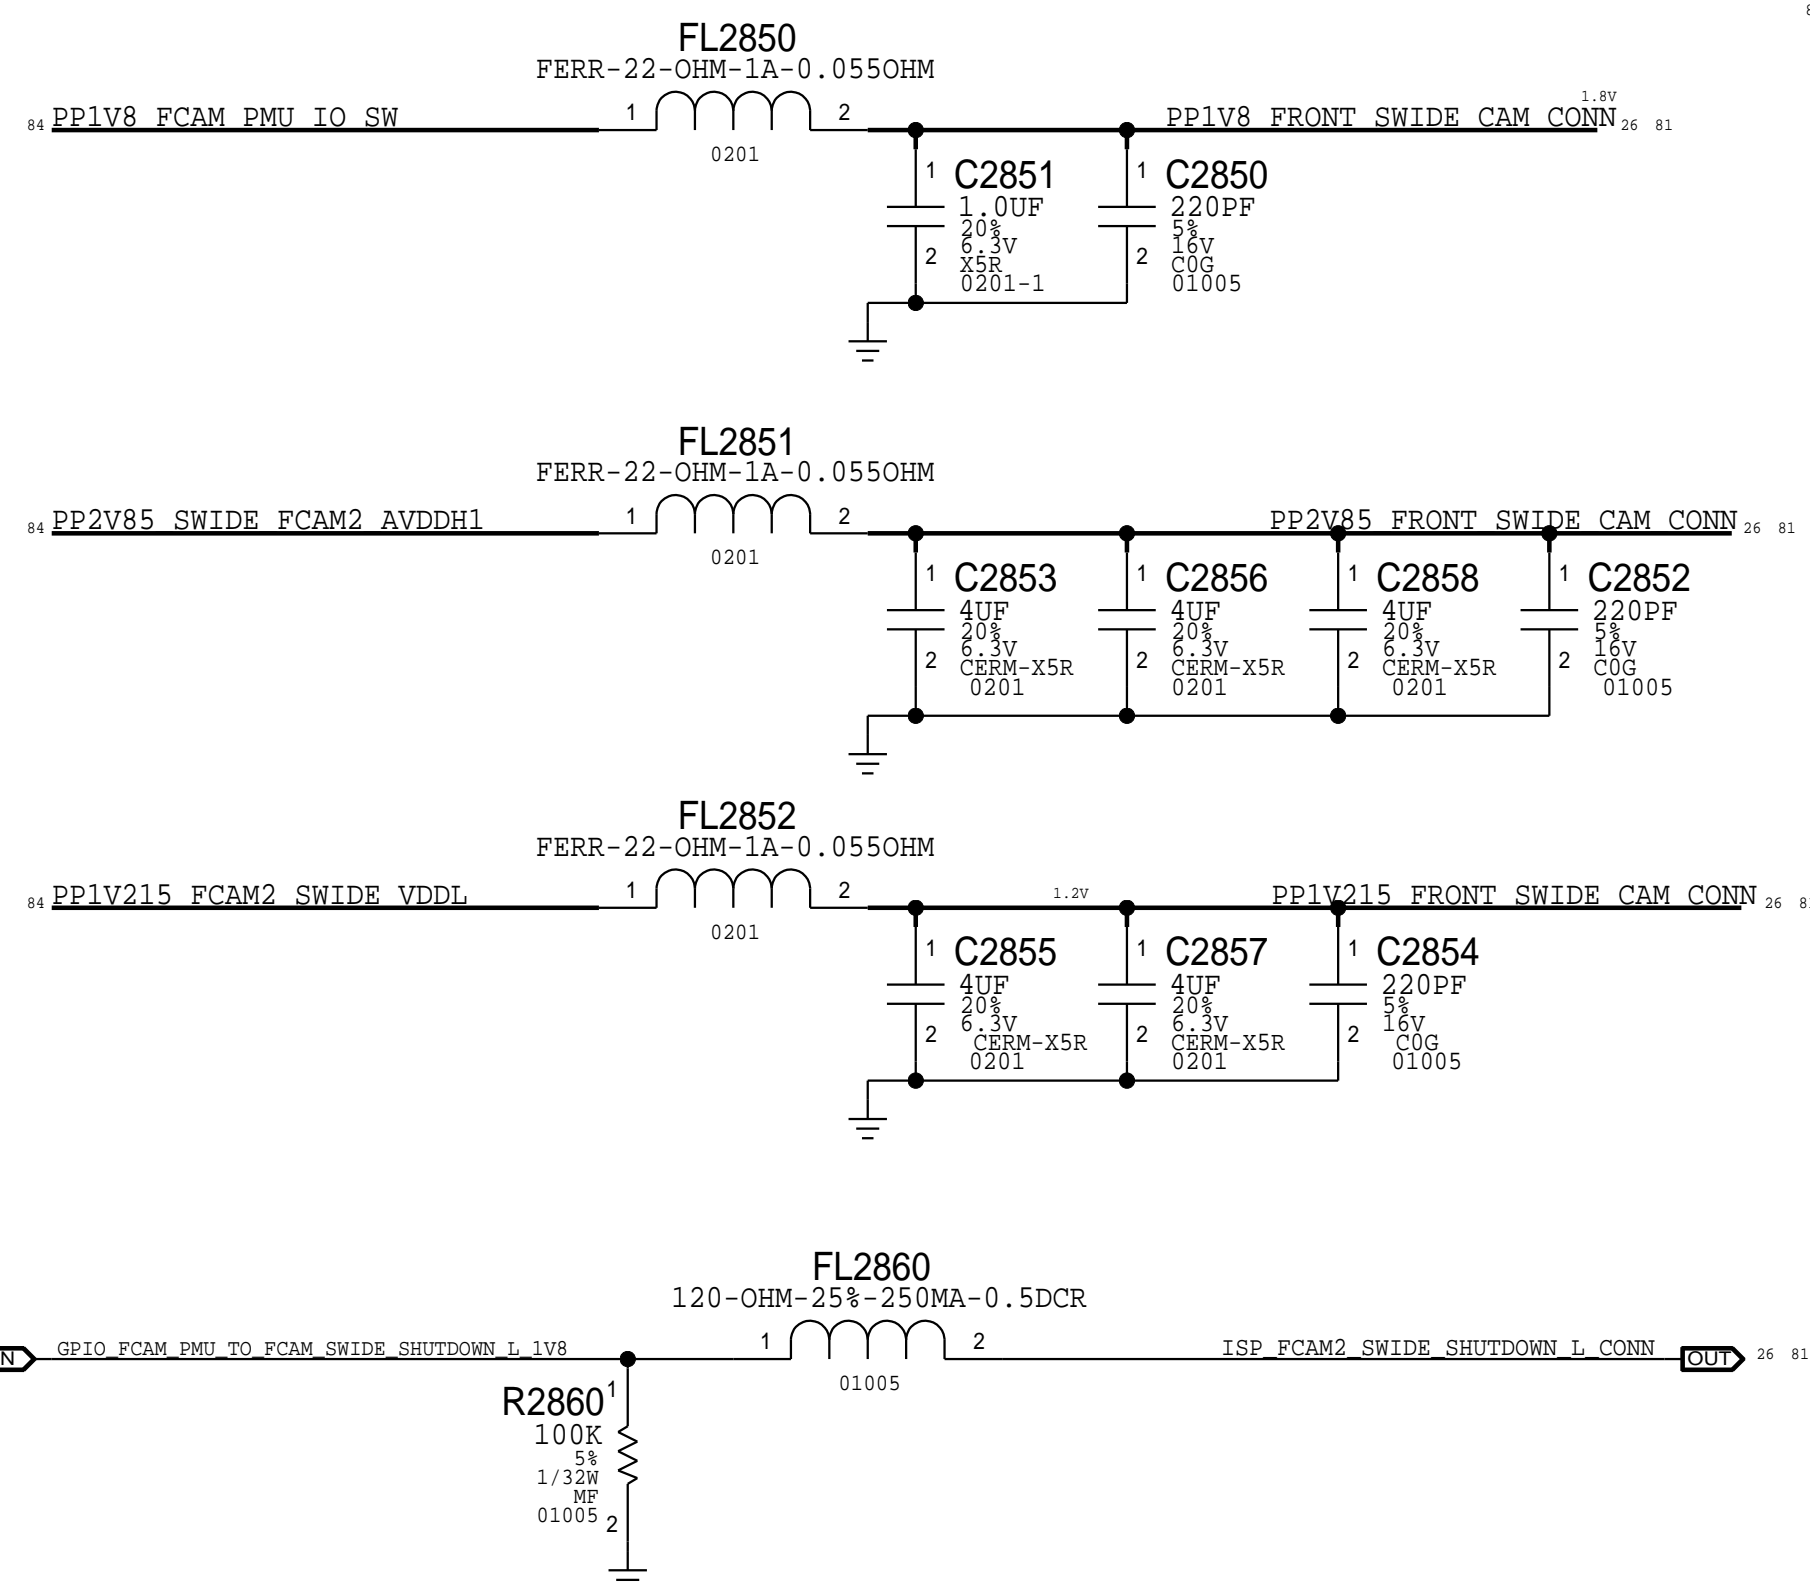 FL2850
FERR-22-OHM-1A-0.055OHM
84 PP1V8_FCAM_PMU_IO_SW 1 2 PP1V8_FRONT_SWIDE_CAM_CONN 1.8V 26 81
0201
1 C2851 1 C2850
1.0UF 220PF
20% 5%
6.3V 16V
2 X5R 2 C0G
0201-1 01005
FL2851
FERR-22-OHM-1A-0.055OHM
84 PP2V85_SWIDE_FCAM2_AVDDH1 1 2 PP2V85_FRONT_SWIDE_CAM_CONN 26 81
0201
1 C2853 1 C2856 1 C2858 1 C2852
4UF 4UF 4UF 220PF
20% 20% 20% 5%
6.3V 6.3V 6.3V 16V
2 CERM-X5R 2 CERM-X5R 2 CERM-X5R 2 C0G
0201 0201 0201 01005
FL2852
FERR-22-OHM-1A-0.055OHM
84 PP1V215_FCAM2_SWIDE_VDDL 1 2 1.2V PP1V215_FRONT_SWIDE_CAM_CONN 26
0201
1 C2855 1 C2857 1 C2854
4UF 4UF 220PF
20% 20% 5%
6.3V 6.3V 16V
2 CERM-X5R 2 CERM-X5R 2 C0G
0201 0201 01005
FL2860
120-OHM-25%-250MA-0.5DCR
N GPIO_FCAM_PMU_TO_FCAM_SWIDE_SHUTDOWN_L_1V8 1 2 ISP_FCAM2_SWIDE_SHUTDOWN_L_CONN OUT 26 81
01005
R2860 1
100K
5%
1/32W
MF
01005 2